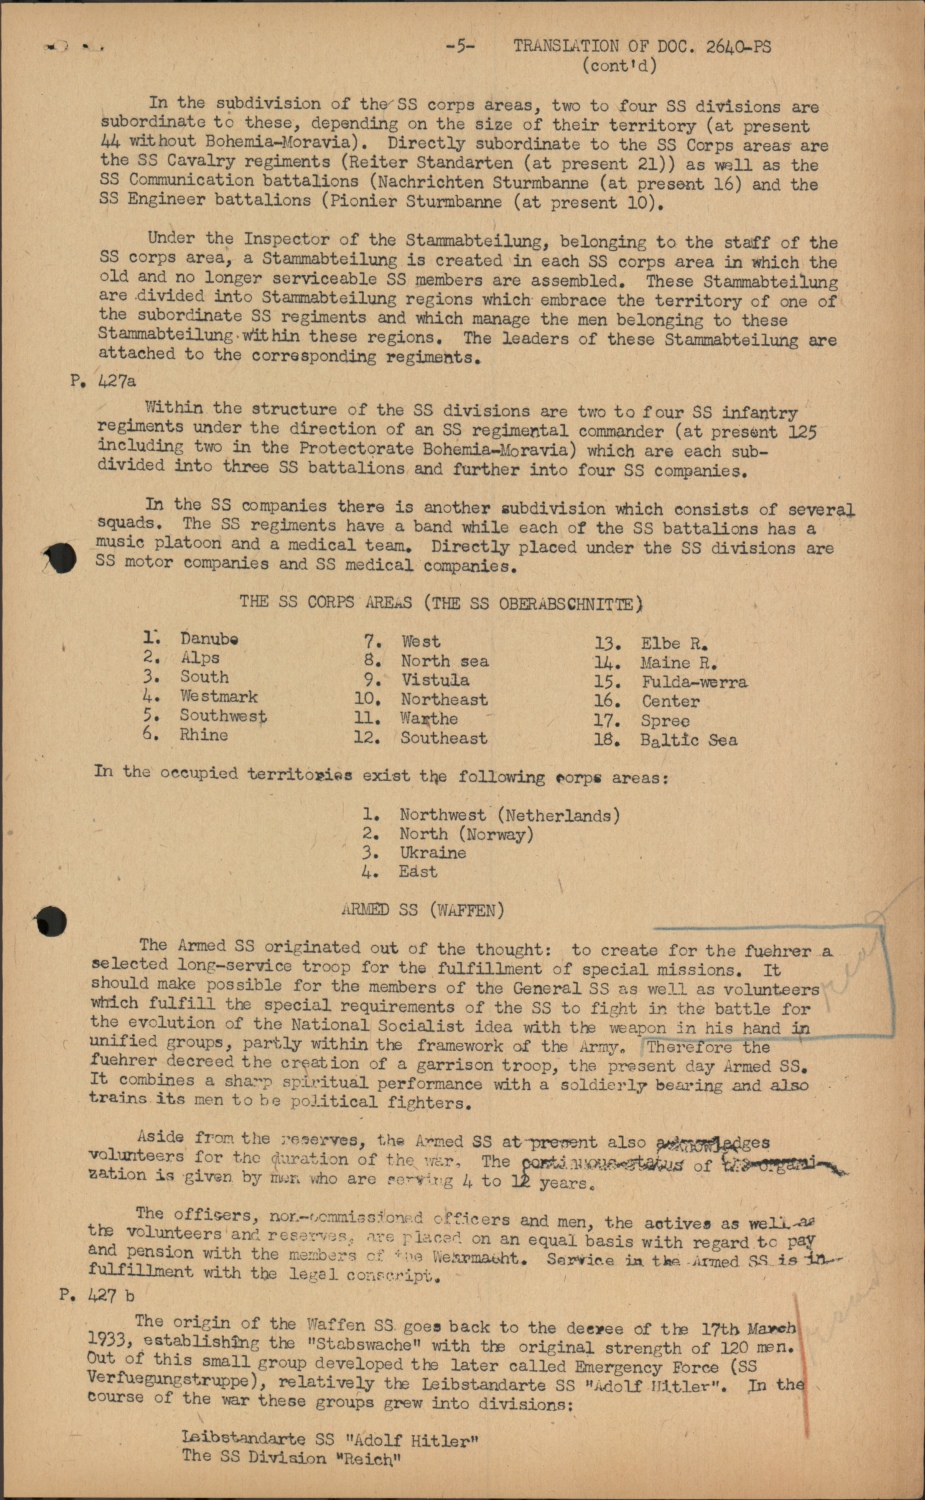 -5- TRANSLATION OF DOC. 2640-PS
(cont'd)
In the subdivision of the SS corps areas, two to four SS divisions are
subordinate to these, depending on the size of their territory (at present
44 without Bohemia-Moravia). Directly subordinate to the SS Corps areas are
the SS Cavalry regiments (Reiter Standarten (at present 21)) as well as the
SS Communication battalions (Nachrichten Sturmbanne (at present 16) and the
SS Engineer battalions (Pionier Sturmbanne (at present 10).
Under the Inspector of the Stammabteilung, belonging to the staff of the
SS corps area, a Stammabteilung is created in each SS corps area in which the
old and no longer serviceable SS members are assembled. These Stammabteilung
are divided into Stammabteilung regions which embrace the territory of one of
the subordinate SS regiments and which manage the men belonging to these
Stammabteilung within these regions. The leaders of these Stammabteilung are
attached to the corresponding regiments.
P. 427a
Within the structure of the SS divisions are two to four SS infantry
regiments under the direction of an SS regimental commander (at present 125
including two in the Protectorate Bohemia-Moravia) which are each sub-
divided into three SS battalions and further into four SS companies.
In the SS companies there is another subdivision which consists of several
squads. The SS regiments have a band while each of the SS battalions has a
music platoon and a medical team. Directly placed under the SS divisions are
SS motor companies and SS medical companies.
THE SS CORPS AREAS (THE SS OBERABSCHNITTE)
1. Danube 7. West 13. Elbe R.
2. Alps 8. North sea 14. Maine R.
3. South 9. Vistula 15. Fulda-werra
4. Westmark 10. Northeast 16. Center
5. Southwest 11. Warthe 17. Spree
6. Rhine 12. Southeast 18. Baltic Sea
In the occupied territories exist the following corps areas:
1. Northwest (Netherlands)
2. North (Norway)
3. Ukraine
4. East
ARMED SS (WAFFEN)
The Armed SS originated out of the thought: to create for the fuehrer a
selected long-service troop for the fulfillment of special missions. It
should make possible for the members of the General SS as well as volunteers
which fulfill the special requirements of the SS to fight in the battle for
the evolution of the National Socialist idea with the weapon in his hand in
unified groups, partly within the framework of the Army. Therefore the
fuehrer decreed the creation of a garrison troop, the present day Armed SS.
It combines a sharp spiritual performance with a soldierly bearing and also
trains its men to be political fighters.
Aside from the reserves, the Armed SS at present also acknowledges
volunteers for the duration of the war. The continuous status of the organi-
zation is given by men who are serving 4 to 12 years.
The officers, non-commissioned officers and men, the actives as well as
the volunteers and reserves, are placed on an equal basis with regard to pay
and pension with the members of the Wehrmacht. Service in the Armed SS is in
fulfillment with the legal conscript.
P. 427 b
The origin of the Waffen SS goes back to the decree of the 17th March
1933, establishing the "Stabswache" with the original strength of 120 men.
Out of this small group developed the later called Emergency Force (SS
Verfuegungstruppe), relatively the Leibstandarte SS "Adolf Hitler". In the
course of the war these groups grew into divisions:
Leibstandarte SS "Adolf Hitler"
The SS Division "Reich"